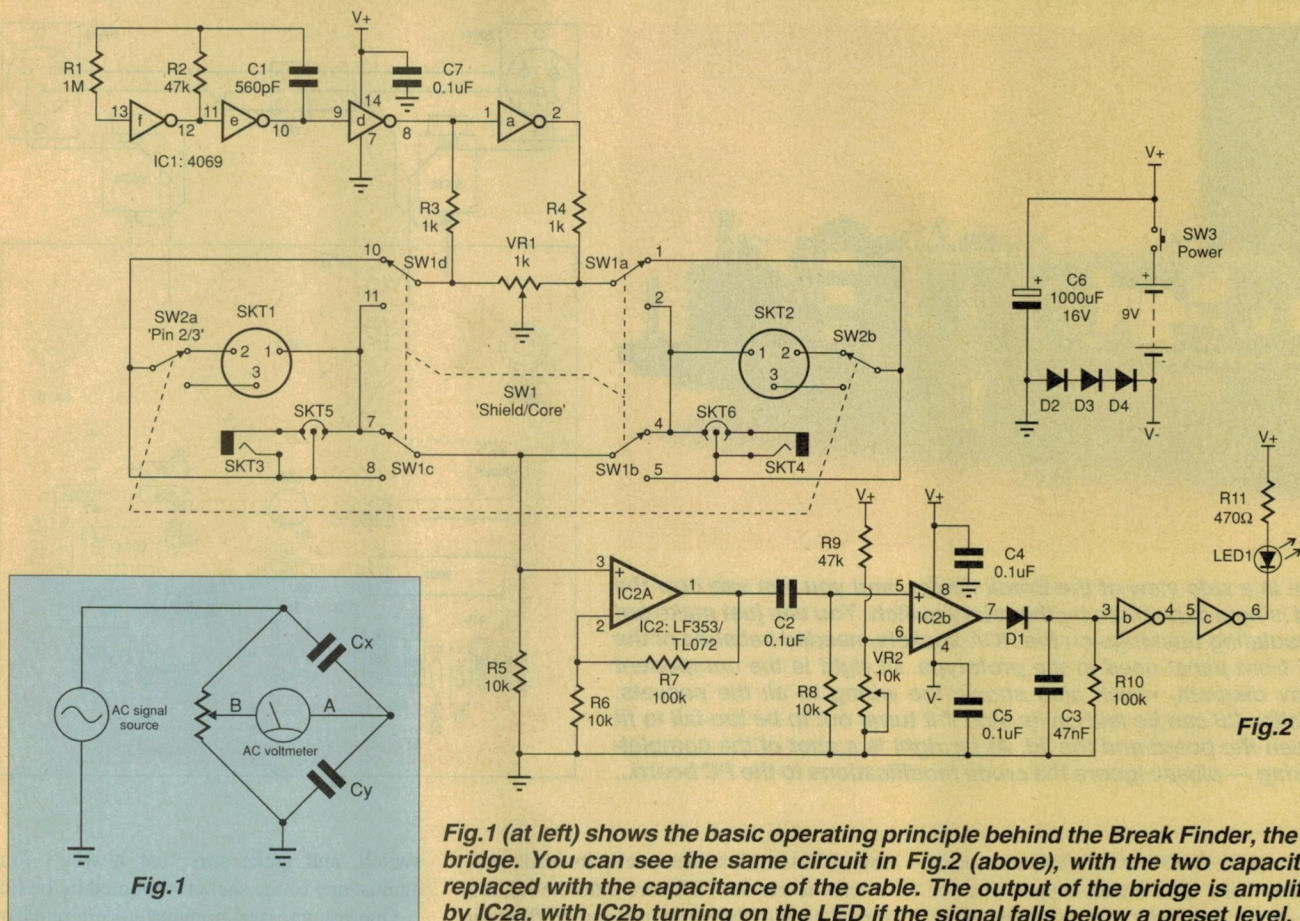 V+
R1
1M
R2
47k
C1
560pF
C7
0.1uF
13
f
12
11
e
10
9
14
d
7
8
1
a
2
IC1: 4069
R3
1k
R4
1k
VR1
1k
10
SW1d
SW1a
1
11
2
SW2a
'Pin 2/3'
SKT1
2
1
3
SKT2
1
2
3
SW2b
SW1
'Shield/Core'
SKT5
7
SKT3
8
SW1c
SKT6
4
SKT4
5
SW1b
V+
SW3
Power
+
C6
1000uF
16V
+
9V
-
D2
D3
D4
V-
V+
R11
470Ω
LED1
V+
V+
R9
47k
C4
0.1uF
3
+
IC2A
1
2
-
IC2: LF353/
TL072
C2
0.1uF
5
+
8
IC2b
7
6
-
4
D1
3
b
4
5
c
6
R5
10k
R6
10k
R7
100k
R8
10k
VR2
10k
V-
C5
0.1uF
C3
47nF
R10
100k
Fig.2
Cx
AC signal
source
B
A
AC voltmeter
Cy
Fig.1
Fig.1 (at left) shows the basic operating principle behind the Break Finder, the
bridge. You can see the same circuit in Fig.2 (above), with the two capacit
replaced with the capacitance of the cable. The output of the bridge is amplif
by IC2a, with IC2b turning on the LED if the signal falls below a preset level.